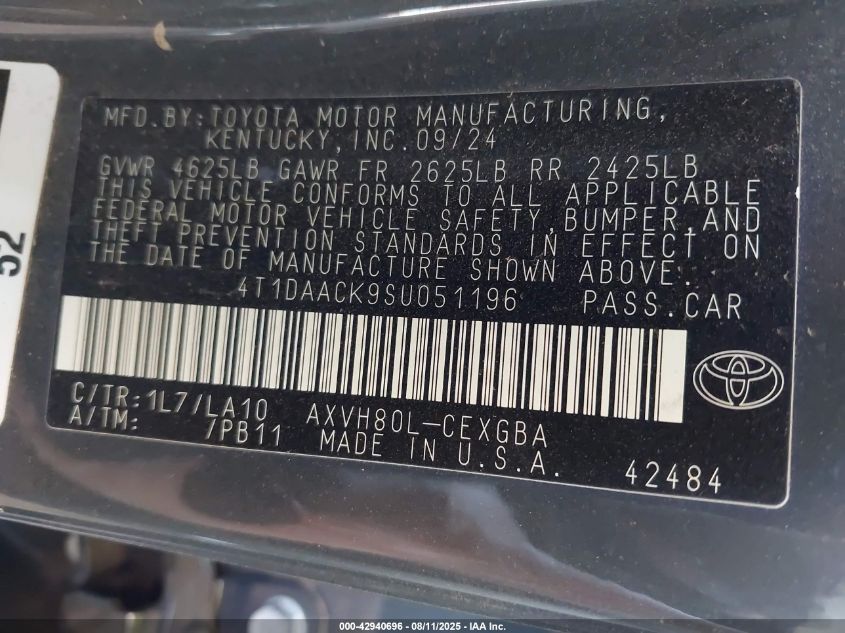 MFD.BY:TOYOTA MOTOR MANUFACTURING,
KENTUCKY,INC.09/24
GVWR 4625LB GAWR FR 2625LB RR 2425LB
THIS VEHICLE CONFORMS TO ALL APPLICABLE
FEDERAL MOTOR VEHICLE SAFETY,BUMPER,AND
THEFT PREVENTION STANDARDS IN EFFECT ON
THE DATE OF MANUFACTURE SHOWN ABOVE.
4T1DAACK9SU051196 PASS.CAR
C/TR:1L7/LA10 AXVH80L-CEXGBA
A/TM: 7PB11 MADE IN U.S.A.
42484
52
000-42940696 - 08/11/2025 - IAA Inc.